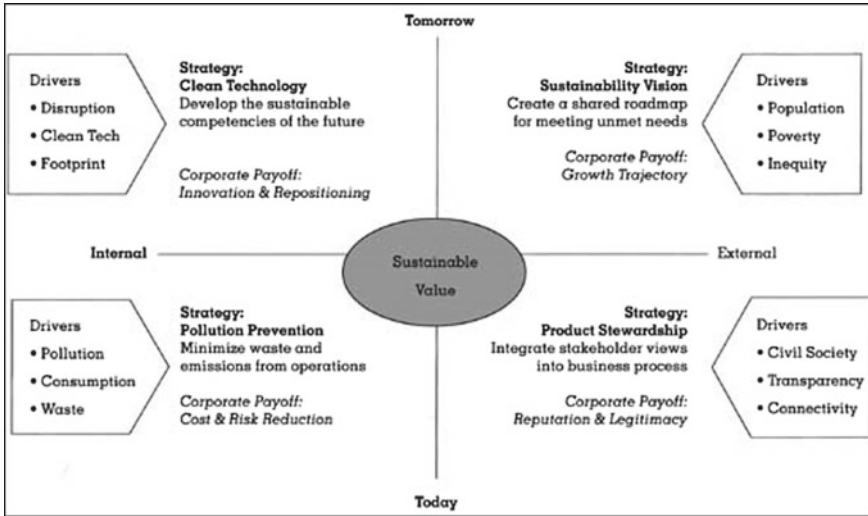 Tomorrow
Drivers
• Disruption
• Clean Tech
• Footprint
Strategy:
Clean Technology
Develop the sustainable
competencies of the future
Corporate Payoff:
Innovation & Repositioning
Strategy:
Sustainability Vision
Create a shared roadmap
for meeting unmet needs
Corporate Payoff:
Growth Trajectory
Drivers
• Population
• Poverty
• Inequity
Internal
Sustainable
Value
External
Drivers
• Pollution
• Consumption
• Waste
Strategy:
Pollution Prevention
Minimize waste and
emissions from operations
Corporate Payoff:
Cost & Risk Reduction
Strategy:
Product Stewardship
Integrate stakeholder views
into business process
Corporate Payoff:
Reputation & Legitimacy
Drivers
• Civil Society
• Transparency
• Connectivity
Today